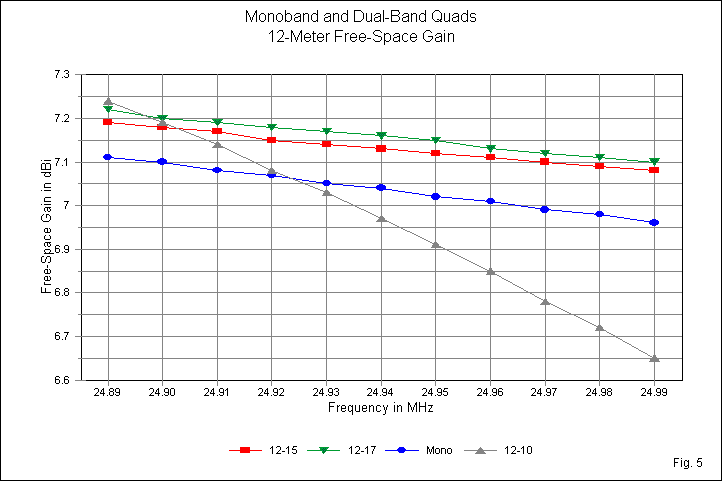 Monoband and Dual-Band Quads
12-Meter Free-Space Gain
Free-Space Gain in dBi
7.3
7.2
7.1
7
6.9
6.8
6.7
6.6
24.89 24.90 24.91 24.92 24.93 24.94 24.95 24.96 24.97 24.98 24.99
Frequency in MHz
12-15 12-17 Mono 12-10
Fig. 5